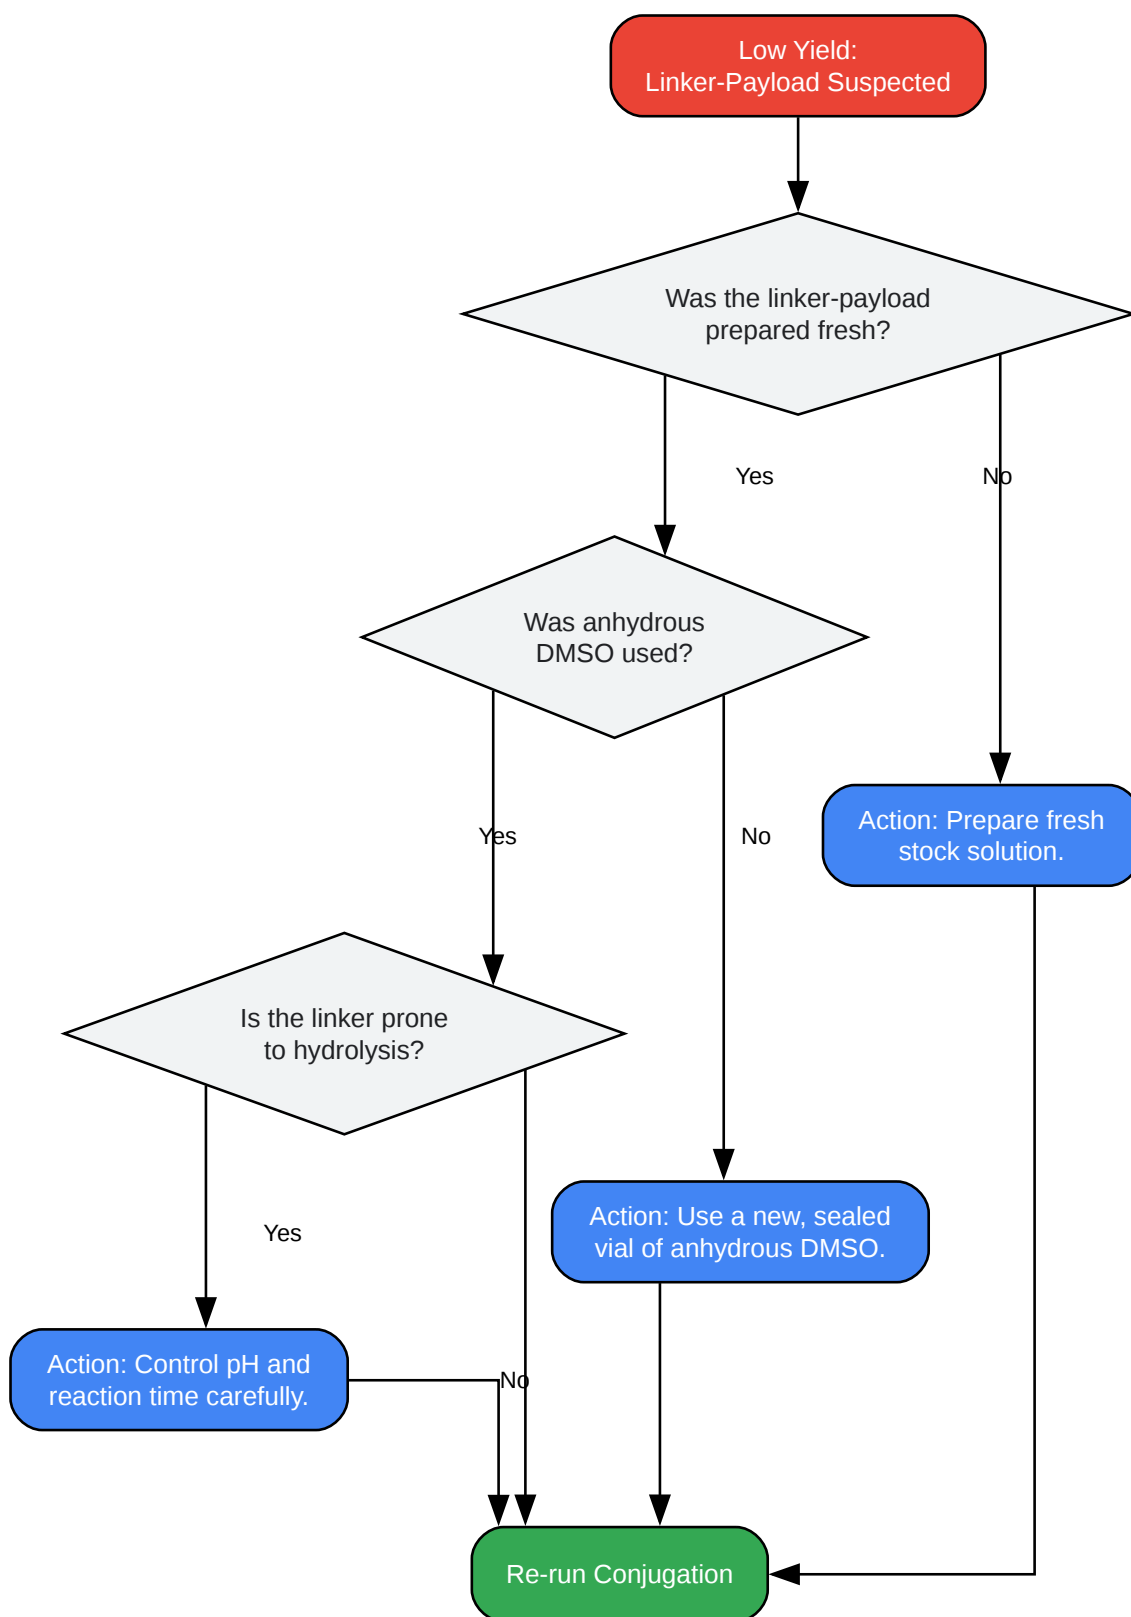 Low Yield:
Linker-Payload Suspected
Was the linker-payload
prepared fresh?
Yes
No
Was anhydrous
DMSO used?
Yes
No
Action: Prepare fresh
stock solution.
Is the linker prone
to hydrolysis?
Yes
Action: Use a new, sealed
vial of anhydrous DMSO.
Action: Control pH and
reaction time carefully.
No
Re-run Conjugation